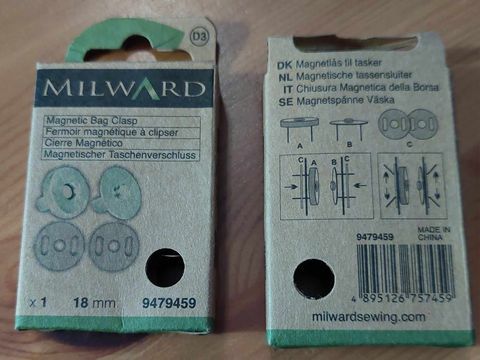 D3
MILWARD
Magnetic Bag Clasp
Fermoir magnétique à clipser
Cierre Magnético
Magnetischer Taschenverschluss
x 1 18 mm 9479459
DK Magnetlås til tasker
NL Magnetische tassensluiter
IT Chiusura Magnetica della Borsa
SE Magnetspänne Väska
A B C
C A B C
9479459 MADE IN
CHINA
4 895126 757459
milwardsewing.com